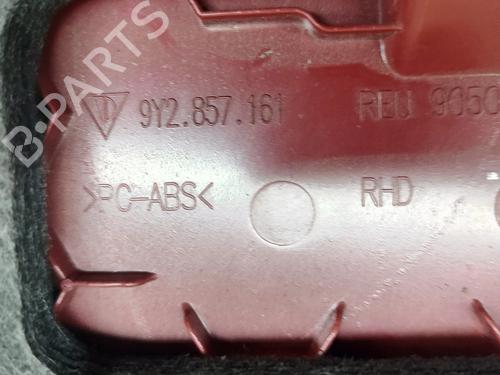 B-PARTS
9Y2.857.161 REU 9050
>PC-ABS< RHD